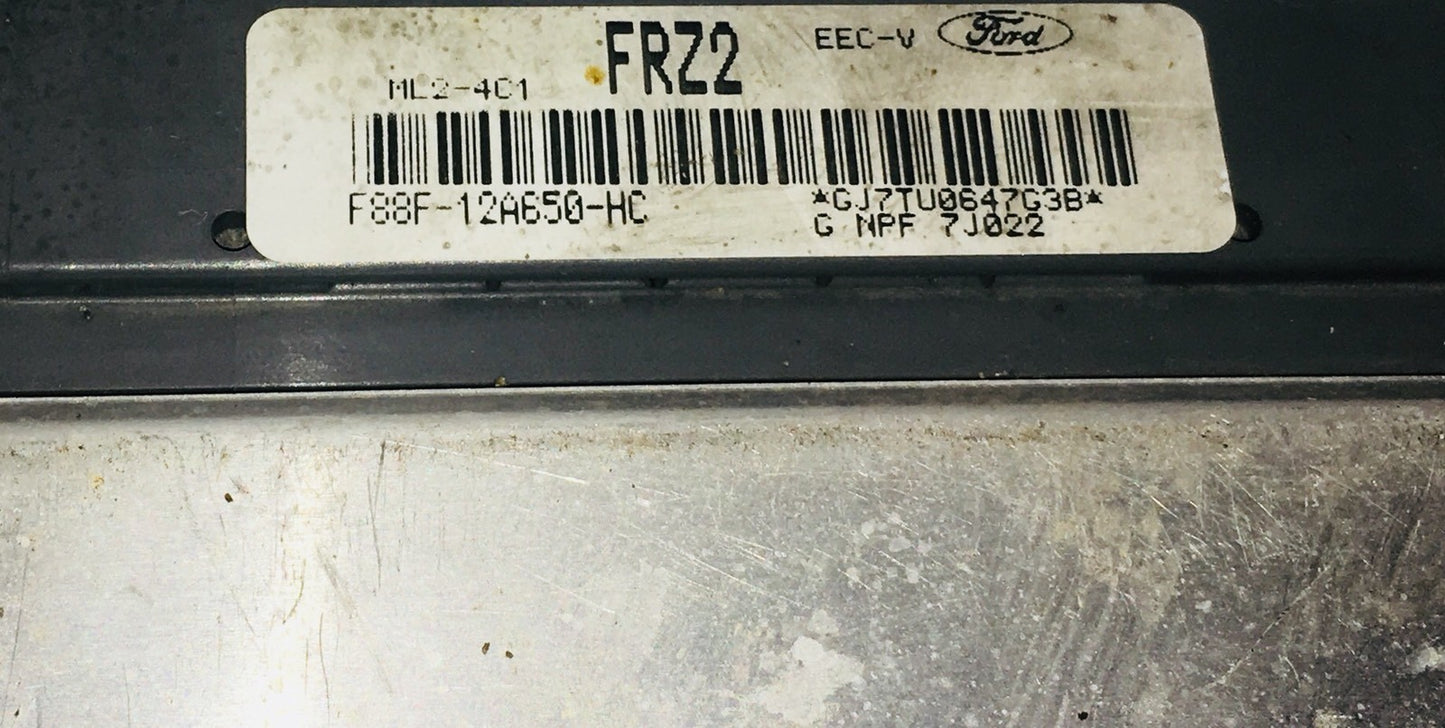 FRZ2 EEC-V Ford
ML2-4C1
F88F-12A650-HC *GJ7TU0647G3B*
G NPF 7J022